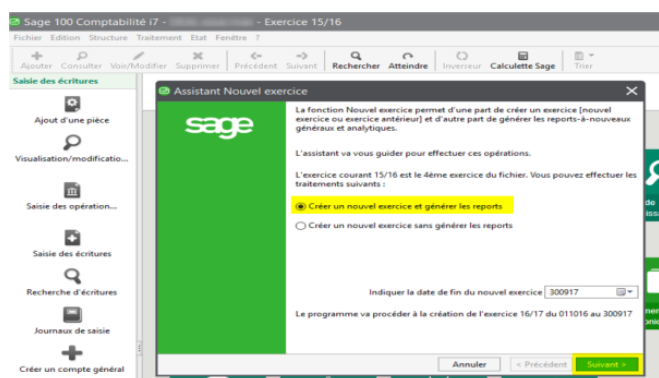 Sage 100 Comptabilité i7 - - Exercice 15/16
Fichier Edition Structure Traitement Etat Fenêtre ?
Ajouter Consulter Voir/Modifier Supprimer Précédent Suivant Rechercher Atteindre Inverseur Calculette Sage Trier
Saisie des écritures
Ajout d'une pièce
Visualisation/modificatio...
Saisie des opération...
Saisie des écritures
Recherche d'écritures
Journaux de saisie
Créer un compte général
Assistant Nouvel exercice
sage
La fonction Nouvel exercice permet d'une part de créer un exercice [nouvel
exercice ou exercice antérieur] et d'autre part de générer les reports-à-nouveaux
généraux et analytiques.
L'assistant va vous guider pour effectuer ces opérations.
L'exercice courant 15/16 est le 4ème exercice du fichier. Vous pouvez effectuer les
traitements suivants :
Créer un nouvel exercice et générer les reports
Créer un nouvel exercice sans générer les reports
Indiquer la date de fin du nouvel exercice 300917
Le programme va procéder à la création de l'exercice 16/17 du 011016 au 300917
Annuler < Précédent Suivant >
de